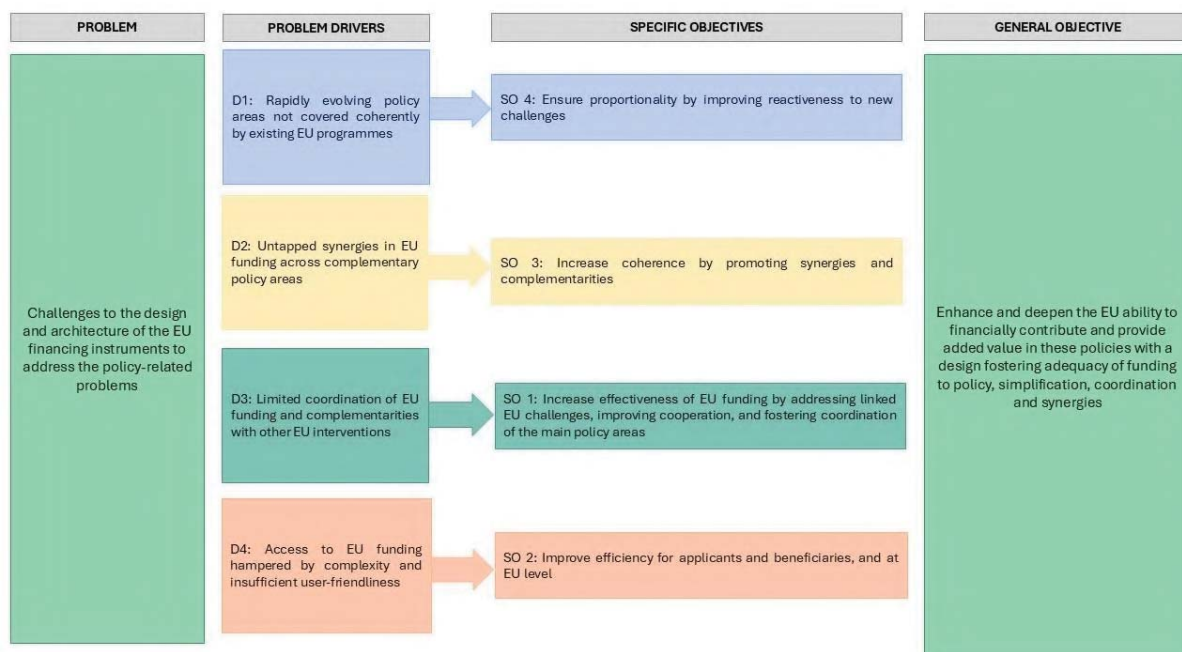 PROBLEM
PROBLEM DRIVERS
SPECIFIC OBJECTIVES
GENERAL OBJECTIVE
Challenges to the design
and architecture of the EU
financing instruments to
address the policy-related
problems
D1: Rapidly evolving policy
areas not covered coherently
by existing EU programmes
SO 4: Ensure proportionality by improving reactiveness to new
challenges
D2: Untapped synergies in EU
funding across complementary
policy areas
SO 3: Increase coherence by promoting synergies and
complementarities
D3: Limited coordination of EU
funding and complementarities
with other EU interventions
SO 1: Increase effectiveness of EU funding by addressing linked
EU challenges, improving cooperation, and fostering coordination
of the main policy areas
D4: Access to EU funding
hampered by complexity and
insufficient user-friendliness
SO 2: Improve efficiency for applicants and beneficiaries, and at
EU level
Enhance and deepen the EU ability to
financially contribute and provide
added value in these policies with a
design fostering adequacy of funding
to policy, simplification, coordination
and synergies